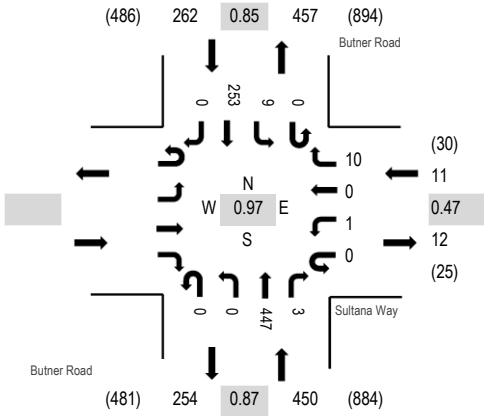 (486) 262 0.85 457 (894)
Butner Road
0 253 9 0
(30)
10
11
N
0
W 0.97 E
0.47
1
S
12
0
(25)
0 0 447 3
Sultana Way
Butner Road
(481) 254 0.87 450 (884)